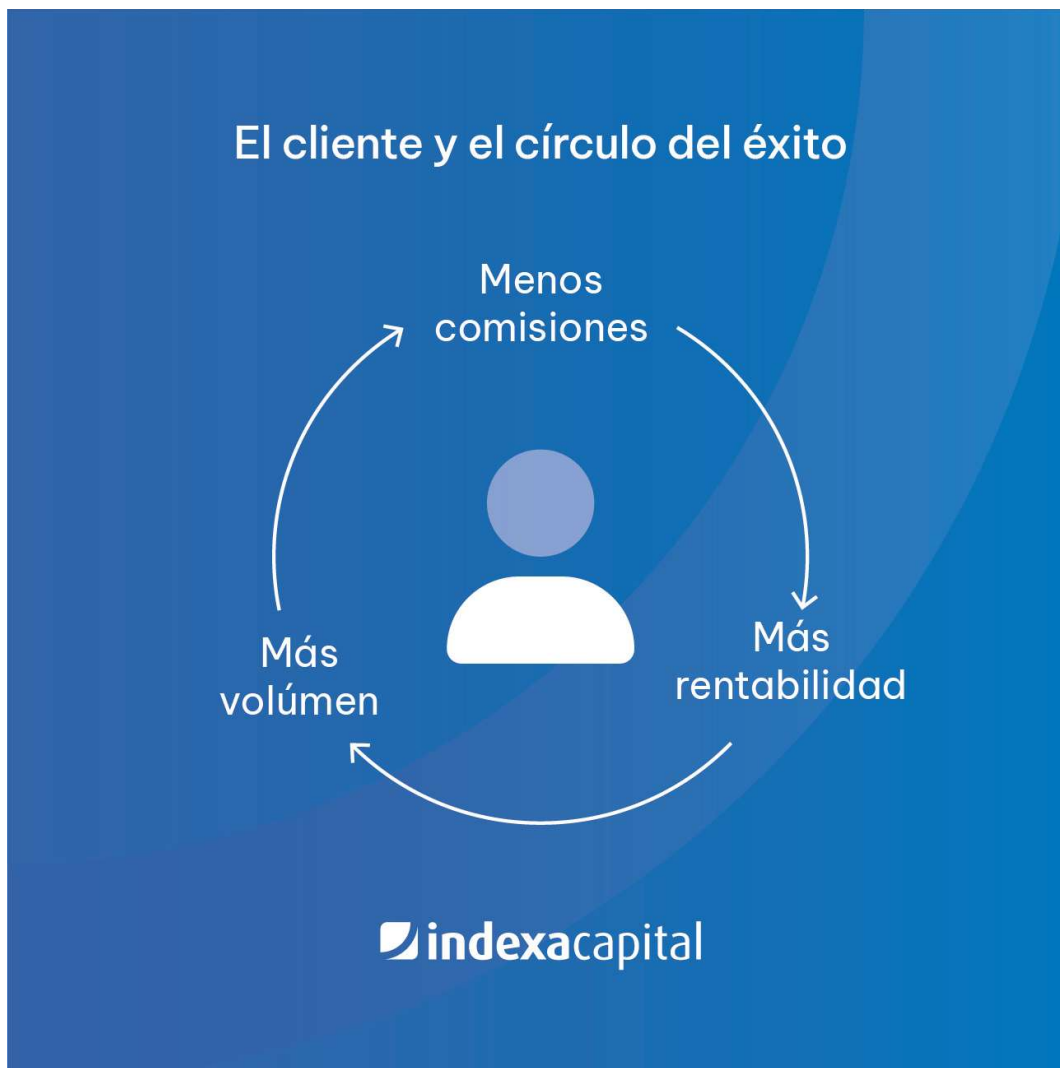 El cliente y el círculo del éxito
Menos
comisiones
Más
rentabilidad
Más
volúmen
indexacapital